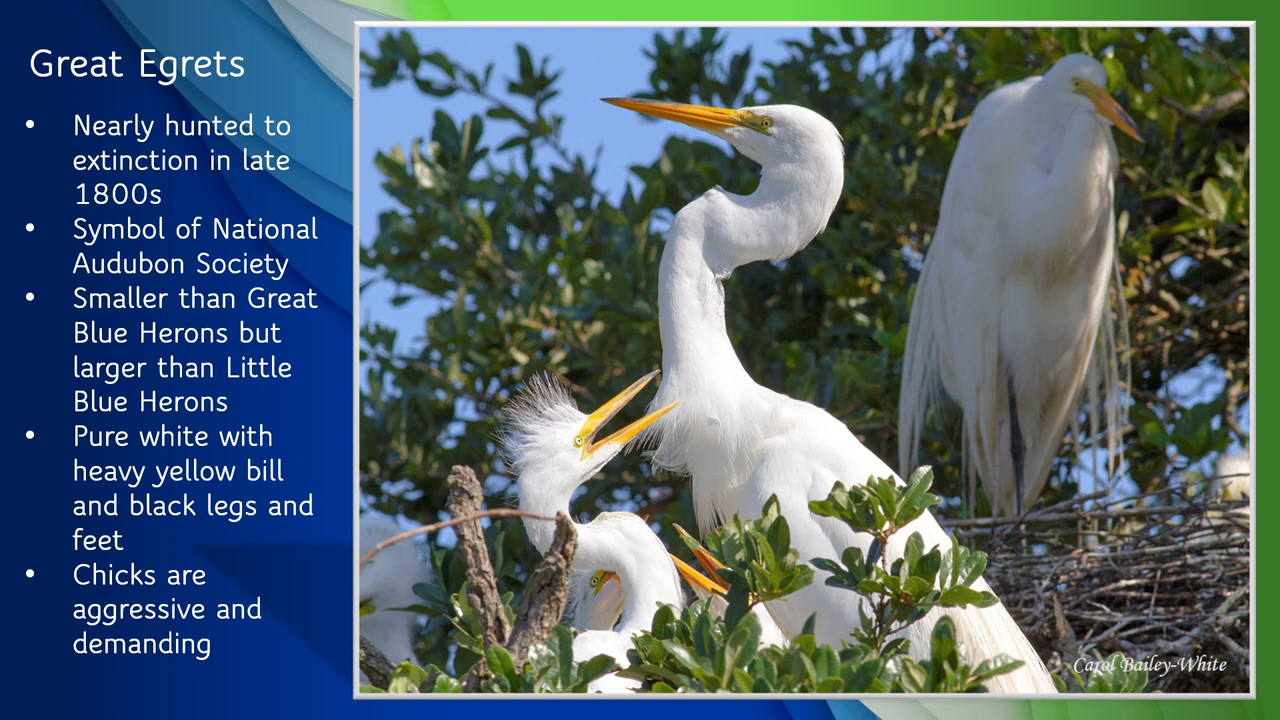 Great Egrets
• Nearly hunted to
extinction in late
1800s
• Symbol of National
Audubon Society
• Smaller than Great
Blue Herons but
larger than Little
Blue Herons
• Pure white with
heavy yellow bill
and black legs and
feet
• Chicks are
aggressive and
demanding
Carol Bailey-White